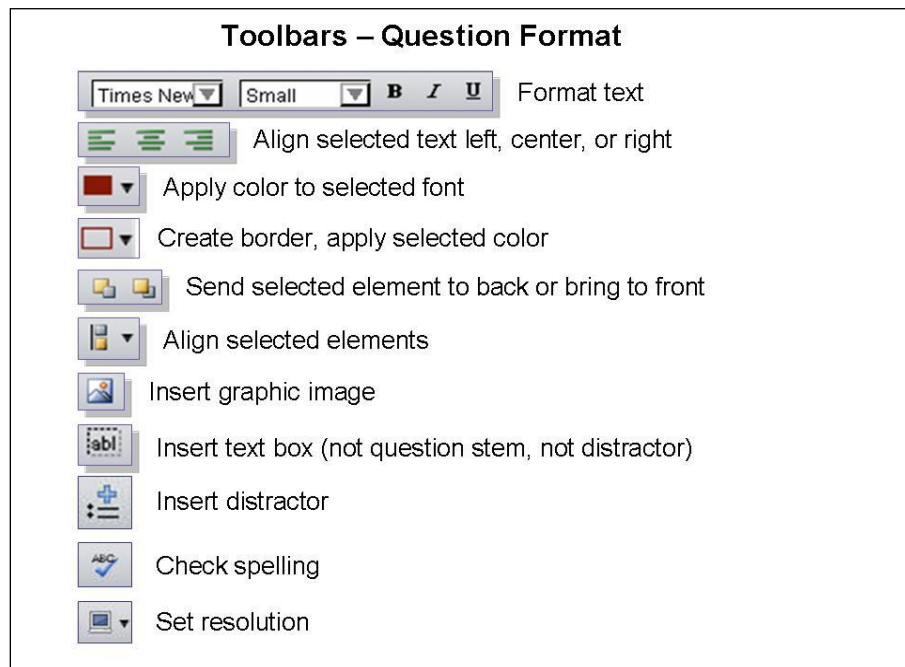 Toolbars – Question Format
Times New Small B I U Format text
Align selected text left, center, or right
Apply color to selected font
Create border, apply selected color
Send selected element to back or bring to front
Align selected elements
Insert graphic image
abl Insert text box (not question stem, not distractor)
Insert distractor
ABC Check spelling
Set resolution